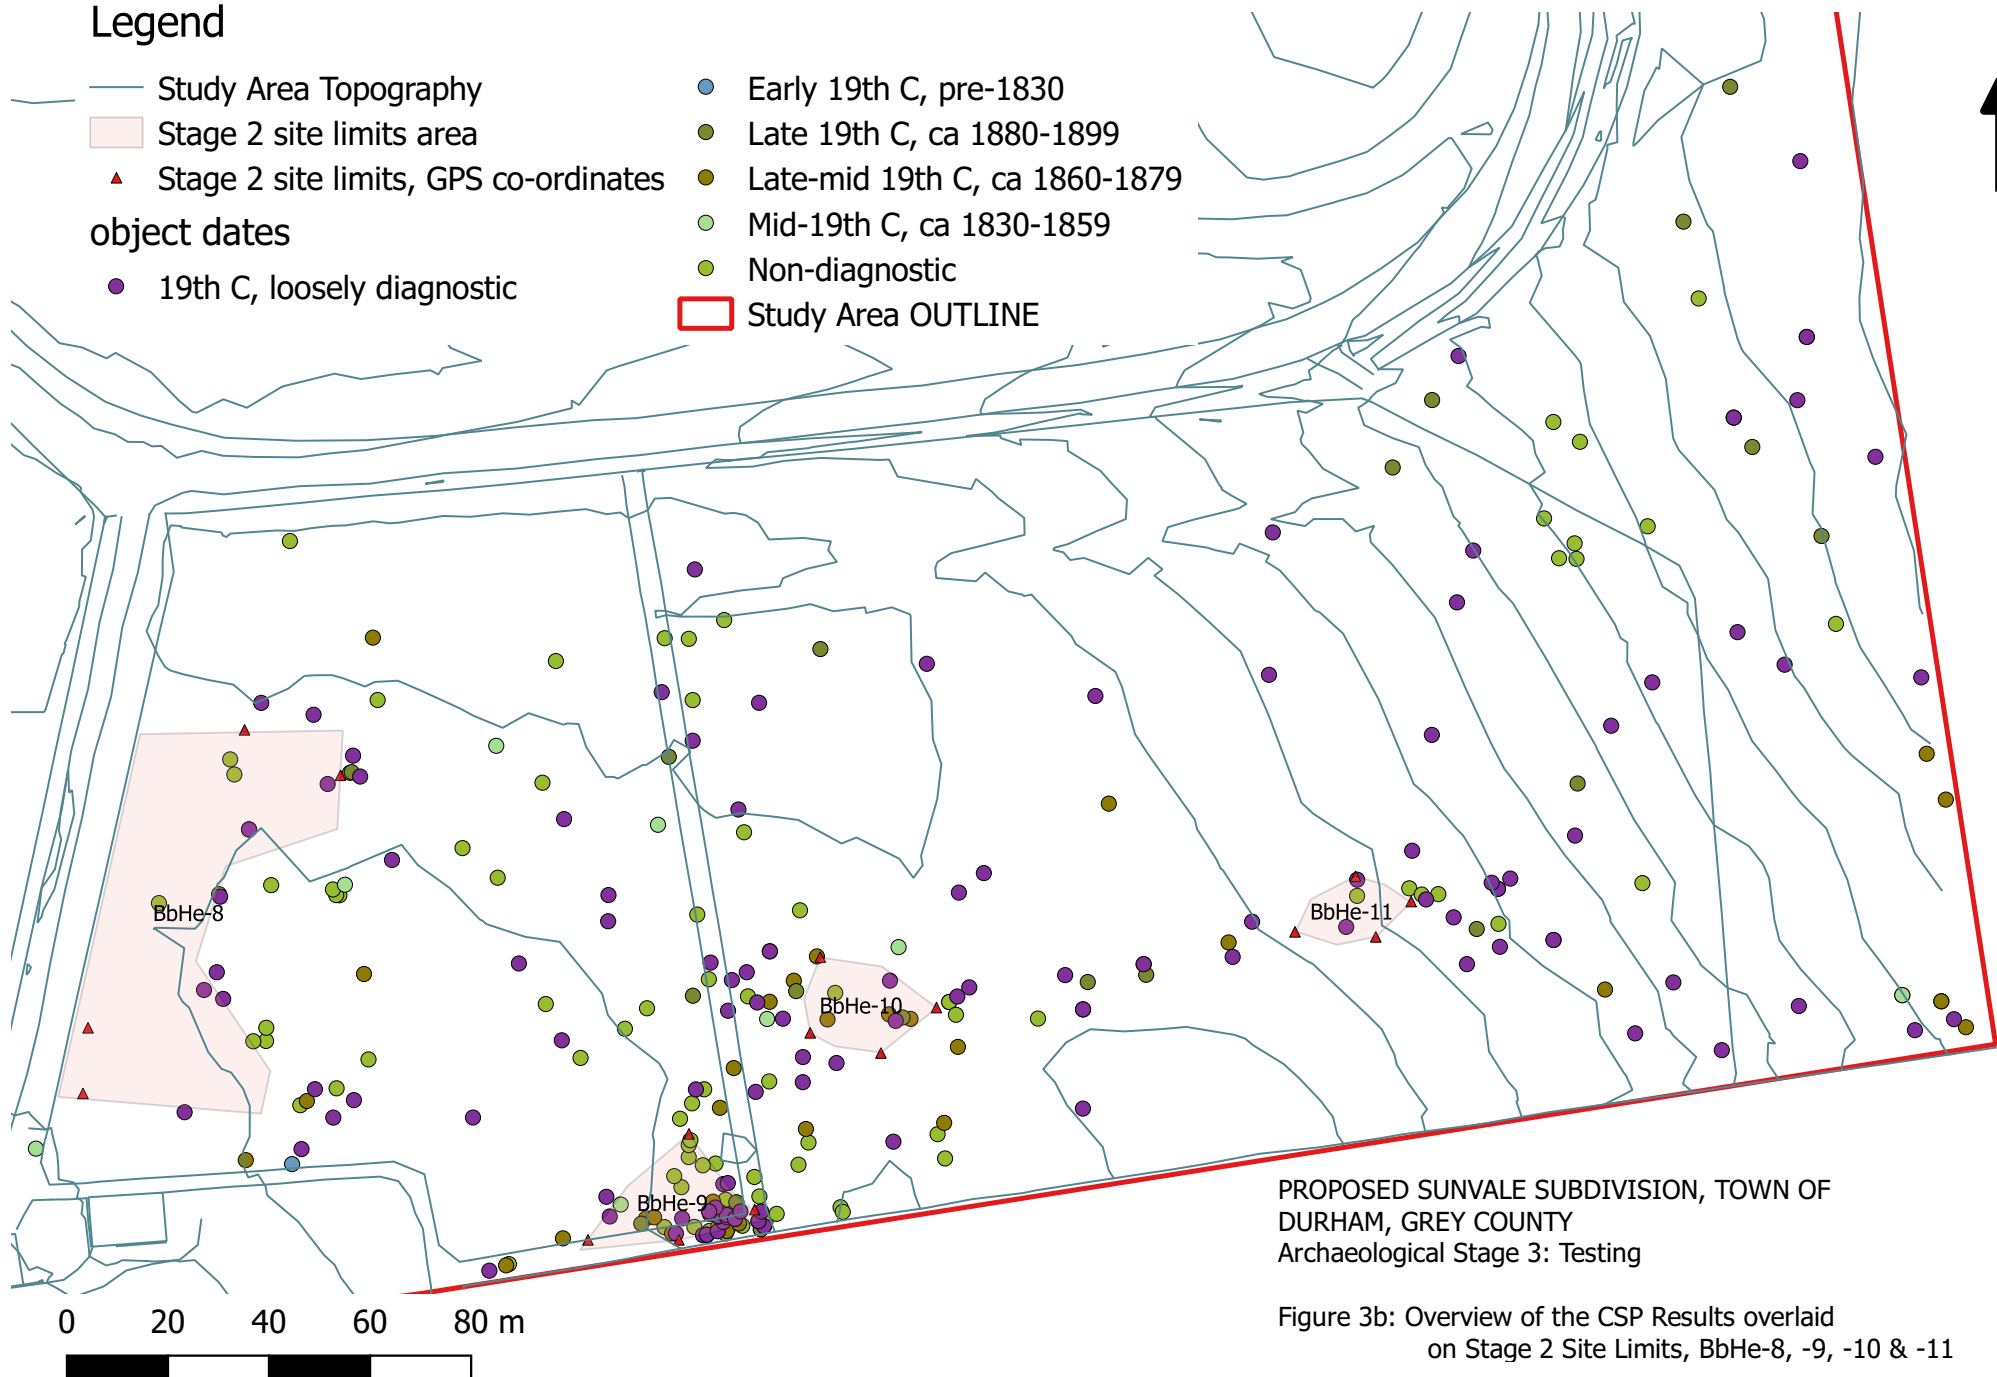 Legend
Study Area Topography
Stage 2 site limits area
Stage 2 site limits, GPS co-ordinates
object dates
19th C, loosely diagnostic
Early 19th C, pre-1830
Late 19th C, ca 1880-1899
Late-mid 19th C, ca 1860-1879
Mid-19th C, ca 1830-1859
Non-diagnostic
Study Area OUTLINE
BbHe-8
BbHe-11
BbHe-10
BbHe-9
PROPOSED SUNVALE SUBDIVISION, TOWN OF
DURHAM, GREY COUNTY
Archaeological Stage 3: Testing
Figure 3b: Overview of the CSP Results overlaid
on Stage 2 Site Limits, BbHe-8, -9, -10 & -11
0 20 40 60 80 m